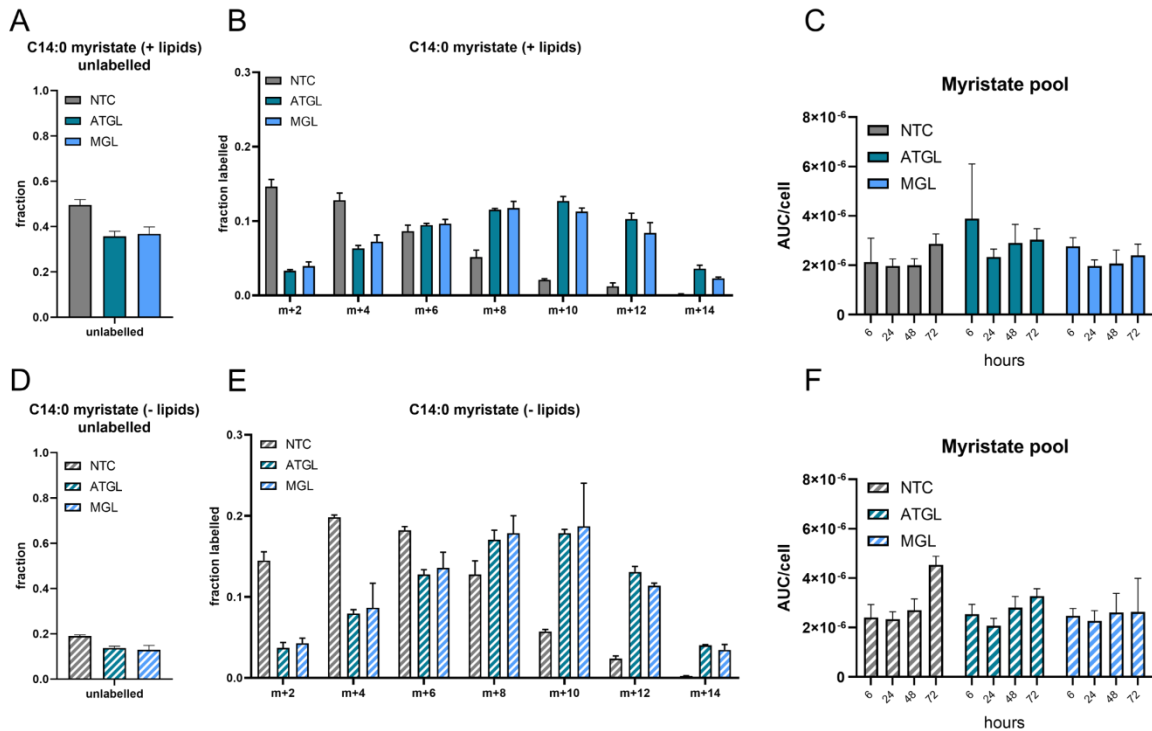 A
C14:0 myristate (+ lipids)
unlabelled
fraction
1.0
0.8
0.6
0.4
0.2
0.0
NTC
ATGL
MGL
unlabelled
B
C14:0 myristate (+ lipids)
fraction labelled
0.3
0.2
0.1
0.0
NTC
ATGL
MGL
m+2 m+4 m+6 m+8 m+10 m+12 m+14
C
Myristate pool
AUC/cell
8×10⁻⁶
6×10⁻⁶
4×10⁻⁶
2×10⁻⁶
0
NTC
ATGL
MGL
6 24 48 72 6 24 48 72 6 24 48 72
hours
D
C14:0 myristate (- lipids)
unlabelled
fraction
1.0
0.8
0.6
0.4
0.2
0.0
NTC
ATGL
MGL
unlabelled
E
C14:0 myristate (- lipids)
fraction labelled
0.3
0.2
0.1
0.0
NTC
ATGL
MGL
m+2 m+4 m+6 m+8 m+10 m+12 m+14
F
Myristate pool
AUC/cell
8×10⁻⁶
6×10⁻⁶
4×10⁻⁶
2×10⁻⁶
0
NTC
ATGL
MGL
6 24 48 72 6 24 48 72 6 24 48 72
hours